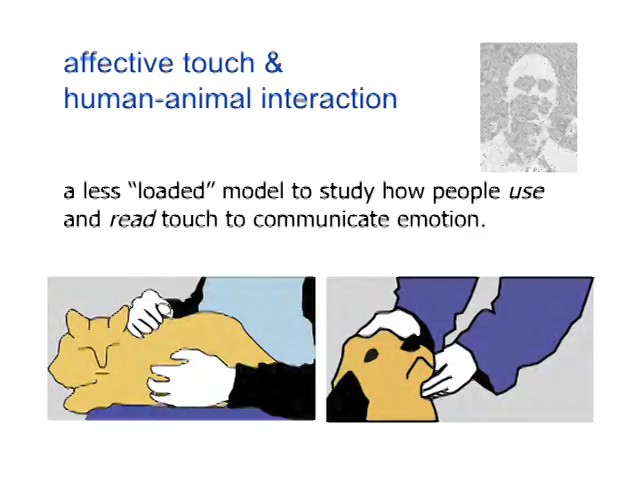 affective touch &
human-animal interaction
a less “loaded” model to study how people use
and read touch to communicate emotion.